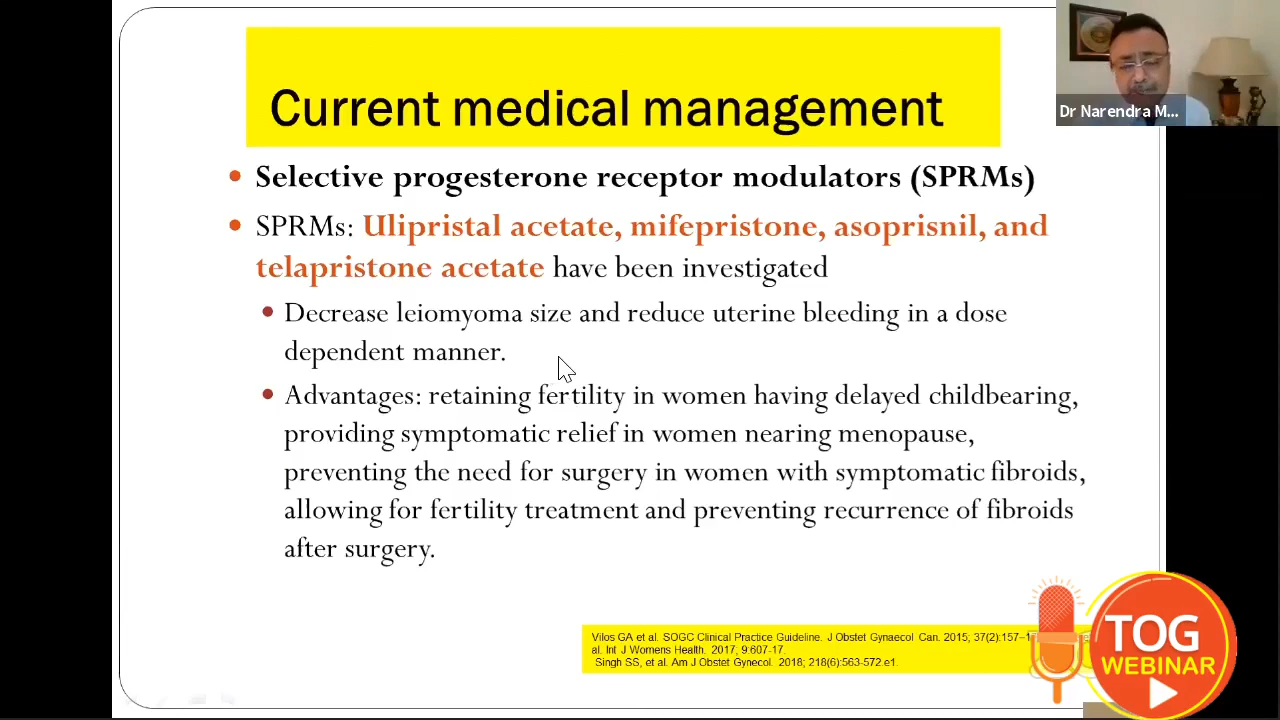 Current medical management
Dr Narendra M...
Selective progesterone receptor modulators (SPRMs)
SPRMs: Ulipristal acetate, mifepristone, asoprisnil, and
telapristone acetate have been investigated
Decrease leiomyoma size and reduce uterine bleeding in a dose
dependent manner.
Advantages: retaining fertility in women having delayed childbearing,
providing symptomatic relief in women nearing menopause,
preventing the need for surgery in women with symptomatic fibroids,
allowing for fertility treatment and preventing recurrence of fibroids
after surgery.
Vilos GA et al. SOGC Clinical Practice Guideline. J Obstet Gynaecol Can. 2015; 37(2):157–1
al. Int J Womens Health. 2017; 9:607-17.
Singh SS, et al. Am J Obstet Gynecol. 2018; 218(6):563-572.e1.
TOG
WEBINAR